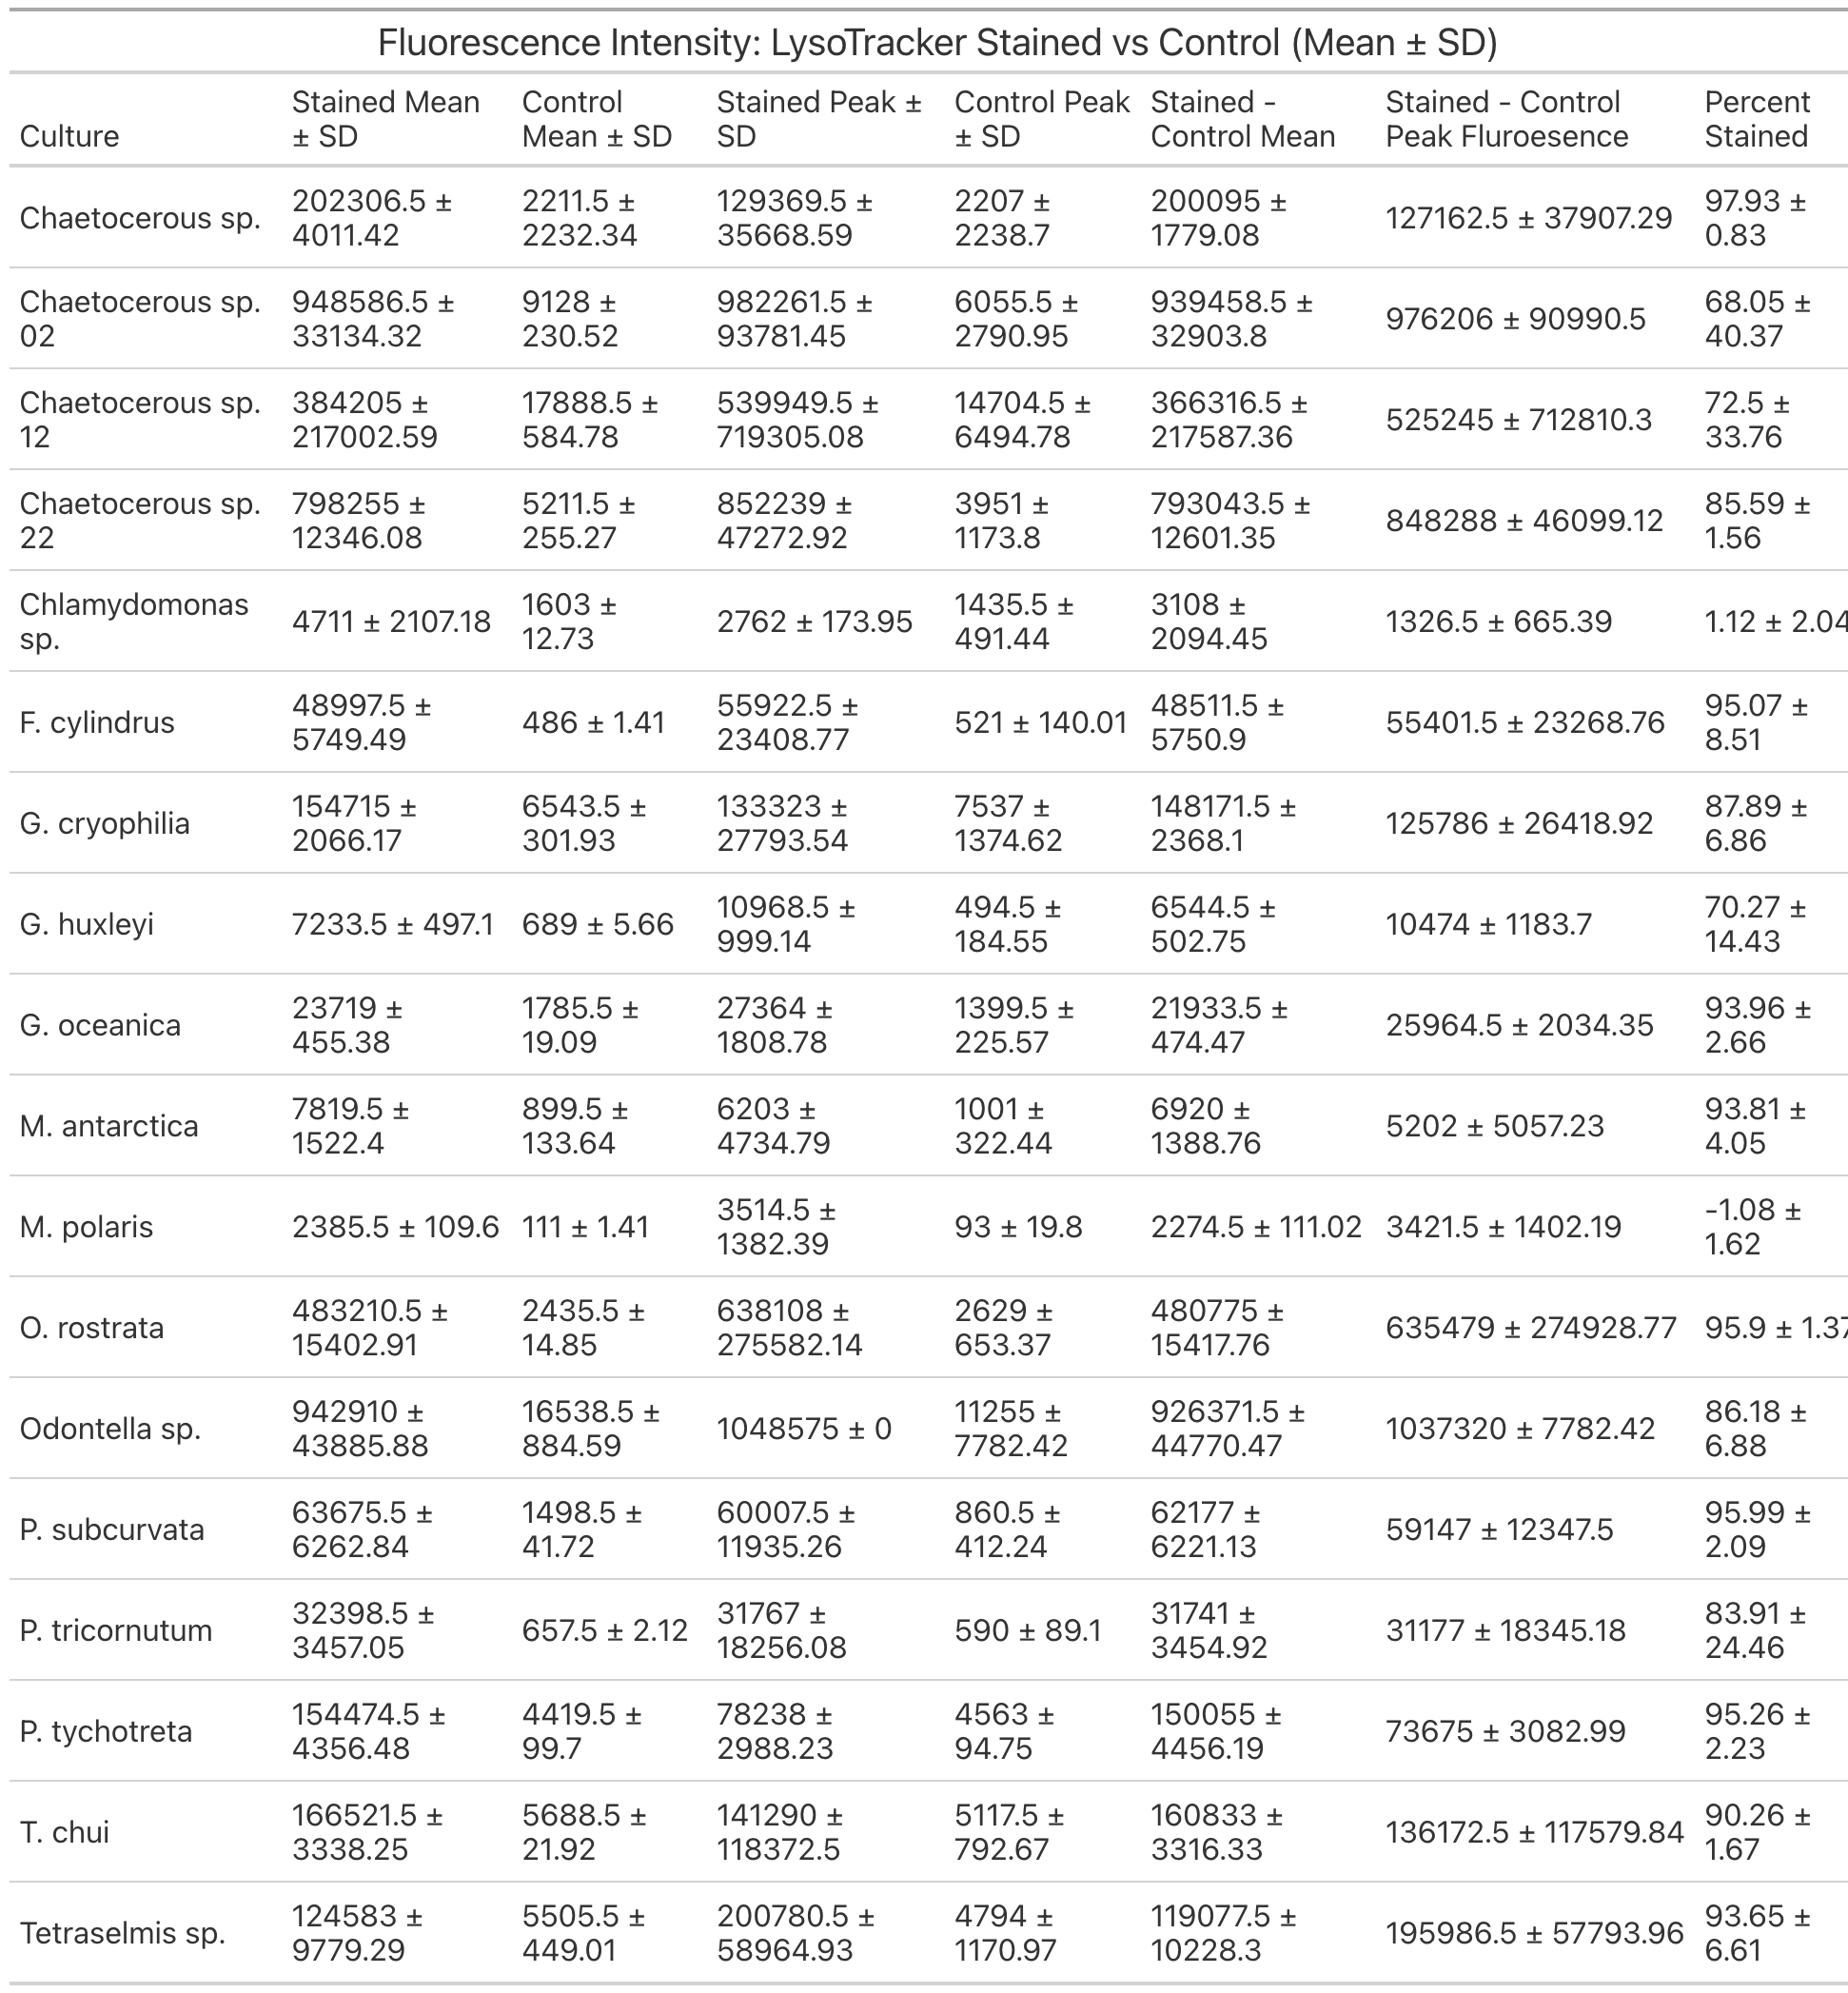 Fluorescence Intensity: LysoTracker Stained vs Control (Mean ± SD)
Culture | Stained Mean ± SD | Control Mean ± SD | Stained Peak ± SD | Control Peak ± SD | Stained - Control Mean | Stained - Control Peak Fluroesence | Percent Stained
Chaetocerous sp. | 202306.5 ± 4011.42 | 2211.5 ± 2232.34 | 129369.5 ± 35668.59 | 2207 ± 2238.7 | 200095 ± 1779.08 | 127162.5 ± 37907.29 | 97.93 ± 0.83
Chaetocerous sp. 02 | 948586.5 ± 33134.32 | 9128 ± 230.52 | 982261.5 ± 93781.45 | 6055.5 ± 2790.95 | 939458.5 ± 32903.8 | 976206 ± 90990.5 | 68.05 ± 40.37
Chaetocerous sp. 12 | 384205 ± 217002.59 | 17888.5 ± 584.78 | 539949.5 ± 719305.08 | 14704.5 ± 6494.78 | 366316.5 ± 217587.36 | 525245 ± 712810.3 | 72.5 ± 33.76
Chaetocerous sp. 22 | 798255 ± 12346.08 | 5211.5 ± 255.27 | 852239 ± 47272.92 | 3951 ± 1173.8 | 793043.5 ± 12601.35 | 848288 ± 46099.12 | 85.59 ± 1.56
Chlamydomonas sp. | 4711 ± 2107.18 | 1603 ± 12.73 | 2762 ± 173.95 | 1435.5 ± 491.44 | 3108 ± 2094.45 | 1326.5 ± 665.39 | 1.12 ± 2.04
F. cylindrus | 48997.5 ± 5749.49 | 486 ± 1.41 | 55922.5 ± 23408.77 | 521 ± 140.01 | 48511.5 ± 5750.9 | 55401.5 ± 23268.76 | 95.07 ± 8.51
G. cryophilia | 154715 ± 2066.17 | 6543.5 ± 301.93 | 133323 ± 27793.54 | 7537 ± 1374.62 | 148171.5 ± 2368.1 | 125786 ± 26418.92 | 87.89 ± 6.86
G. huxleyi | 7233.5 ± 497.1 | 689 ± 5.66 | 10968.5 ± 999.14 | 494.5 ± 184.55 | 6544.5 ± 502.75 | 10474 ± 1183.7 | 70.27 ± 14.43
G. oceanica | 23719 ± 455.38 | 1785.5 ± 19.09 | 27364 ± 1808.78 | 1399.5 ± 225.57 | 21933.5 ± 474.47 | 25964.5 ± 2034.35 | 93.96 ± 2.66
M. antarctica | 7819.5 ± 1522.4 | 899.5 ± 133.64 | 6203 ± 4734.79 | 1001 ± 322.44 | 6920 ± 1388.76 | 5202 ± 5057.23 | 93.81 ± 4.05
M. polaris | 2385.5 ± 109.6 | 111 ± 1.41 | 3514.5 ± 1382.39 | 93 ± 19.8 | 2274.5 ± 111.02 | 3421.5 ± 1402.19 | -1.08 ± 1.62
O. rostrata | 483210.5 ± 15402.91 | 2435.5 ± 14.85 | 638108 ± 275582.14 | 2629 ± 653.37 | 480775 ± 15417.76 | 635479 ± 274928.77 | 95.9 ± 1.37
Odontella sp. | 942910 ± 43885.88 | 16538.5 ± 884.59 | 1048575 ± 0 | 11255 ± 7782.42 | 926371.5 ± 44770.47 | 1037320 ± 7782.42 | 86.18 ± 6.88
P. subcurvata | 63675.5 ± 6262.84 | 1498.5 ± 41.72 | 60007.5 ± 11935.26 | 860.5 ± 412.24 | 62177 ± 6221.13 | 59147 ± 12347.5 | 95.99 ± 2.09
P. tricornutum | 32398.5 ± 3457.05 | 657.5 ± 2.12 | 31767 ± 18256.08 | 590 ± 89.1 | 31741 ± 3454.92 | 31177 ± 18345.18 | 83.91 ± 24.46
P. tychotreta | 154474.5 ± 4356.48 | 4419.5 ± 99.7 | 78238 ± 2988.23 | 4563 ± 94.75 | 150055 ± 4456.19 | 73675 ± 3082.99 | 95.26 ± 2.23
T. chui | 166521.5 ± 3338.25 | 5688.5 ± 21.92 | 141290 ± 118372.5 | 5117.5 ± 792.67 | 160833 ± 3316.33 | 136172.5 ± 117579.84 | 90.26 ± 1.67
Tetraselmis sp. | 124583 ± 9779.29 | 5505.5 ± 449.01 | 200780.5 ± 58964.93 | 4794 ± 1170.97 | 119077.5 ± 10228.3 | 195986.5 ± 57793.96 | 93.65 ± 6.61